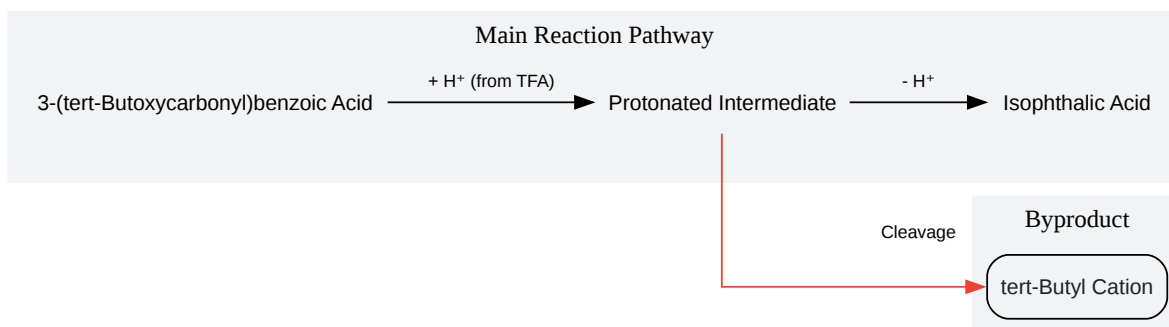 Main Reaction Pathway
+ H⁺ (from TFA)
- H⁺
3-(tert-Butoxycarbonyl)benzoic Acid
Protonated Intermediate
Isophthalic Acid
Byproduct
Cleavage
tert-Butyl Cation